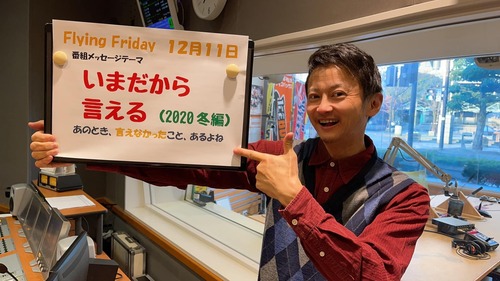 Flying Friday 12月11日
番組メッセージテーマ
いまだから
言える (2020 冬編)
あのとき、言えなかったこと、あるよね